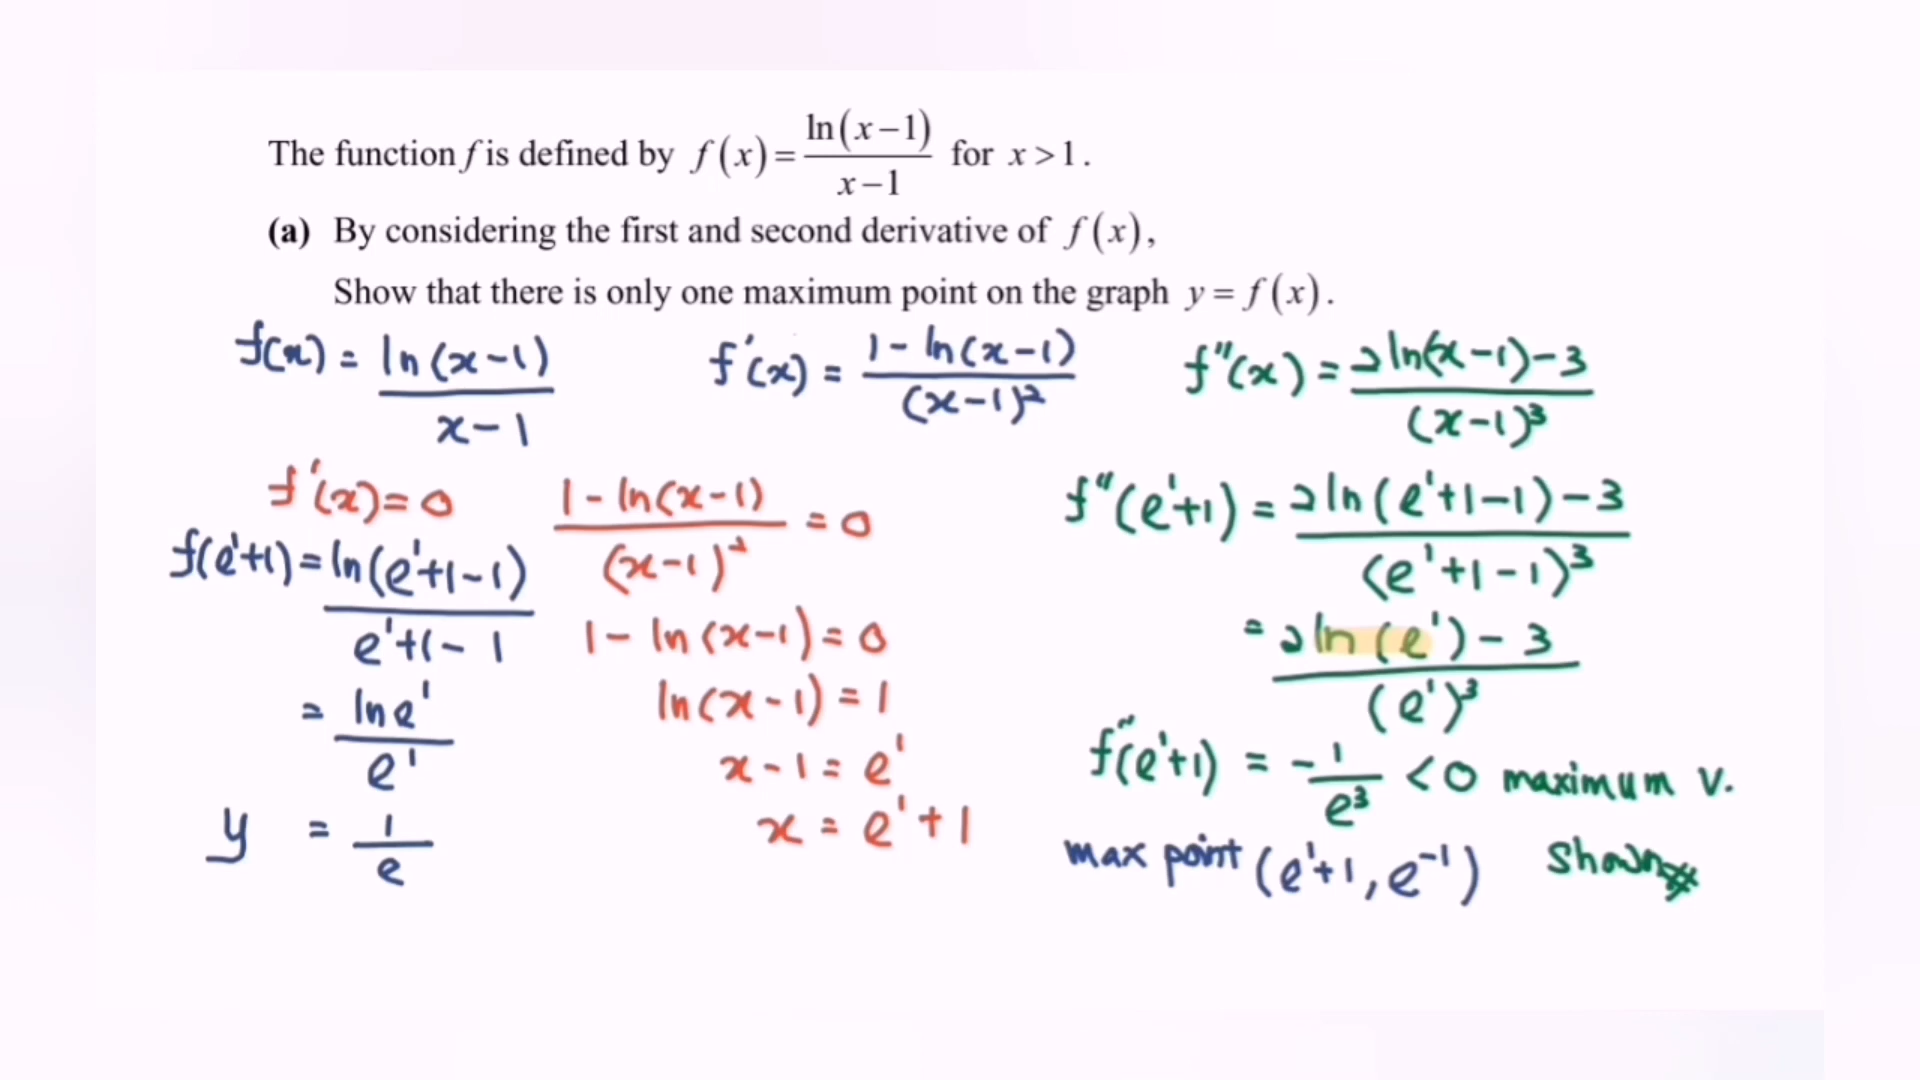 The function f is defined by f(x) = ln(x−1)/(x−1) for x > 1.
(a) By considering the first and second derivative of f(x),
Show that there is only one maximum point on the graph y = f(x).
f(x) = ln(x−1)/x−1
f'(x) = 1−ln(x−1)/(x−1)²
f''(x) = 2ln(x−1)−3/(x−1)³
f'(x) = 0
1−ln(x−1)/(x−1)² = 0
1−ln(x−1) = 0
ln(x−1) = 1
x−1 = e¹
x = e¹+1
f(e¹+1) = ln(e¹+1−1)/e¹+1−1
= ln e¹/e¹
y = 1/e
f''(e¹+1) = 2ln(e¹+1−1)−3/(e¹+1−1)³
= 2ln(e¹)−3/(e¹)³
f''(e¹+1) = −1/e³ < 0 maximum v.
max point (e¹+1, e⁻¹) Shown #